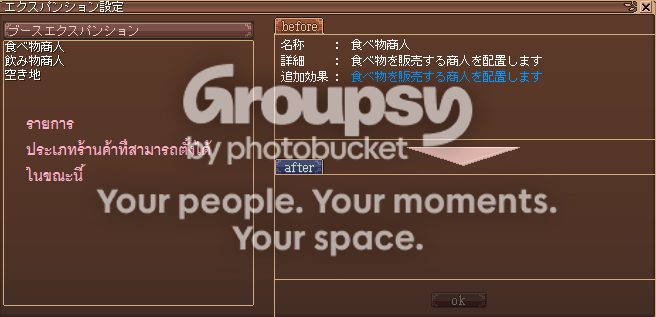 エクスパンション設定
ブースエクスパンション
食べ物商人
飲み物商人
空き地
รายการ
ประเภทร้านค้าที่สามารถตั้งได้
ในขณะนี้
before
名称 : 食べ物商人
詳細 : 食べ物を販売する商人を配置します
追加効果 : 食べ物を販売する商人を配置します
after
ok
Groupsy
by photobucket
Your people. Your moments.
Your space.